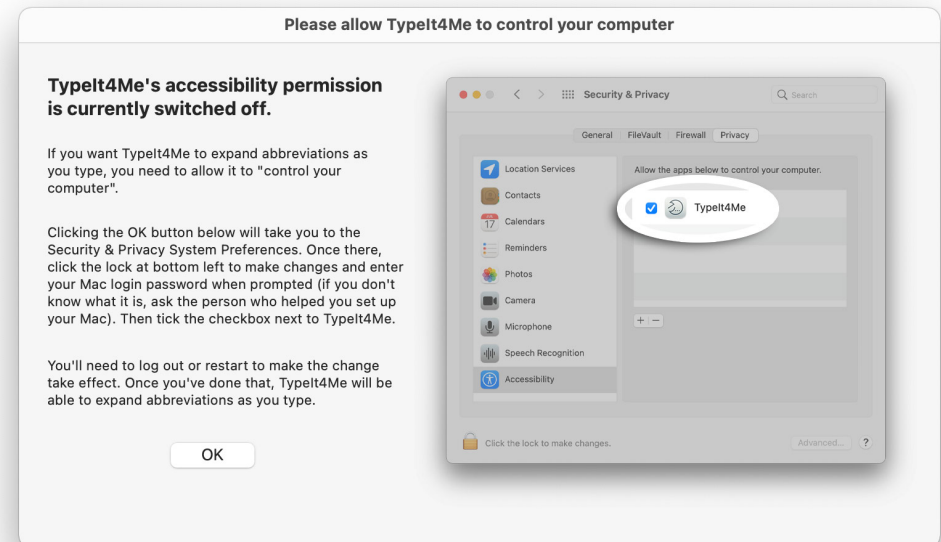 Please allow TypeIt4Me to control your computer
TypeIt4Me's accessibility permission
is currently switched off.
If you want TypeIt4Me to expand abbreviations as
you type, you need to allow it to "control your
computer".
Clicking the OK button below will take you to the
Security & Privacy System Preferences. Once there,
click the lock at bottom left to make changes and enter
your Mac login password when prompted (if you don't
know what it is, ask the person who helped you set up
your Mac). Then tick the checkbox next to TypeIt4Me.
You'll need to log out or restart to make the change
take effect. Once you've done that, TypeIt4Me will be
able to expand abbreviations as you type.
OK
Security & Privacy
Search
General FileVault Firewall Privacy
Location Services
Contacts
17
Calendars
Reminders
Photos
Camera
Microphone
Speech Recognition
Accessibility
Allow the apps below to control your computer.
TypeIt4Me
Click the lock to make changes.
Advanced...
?